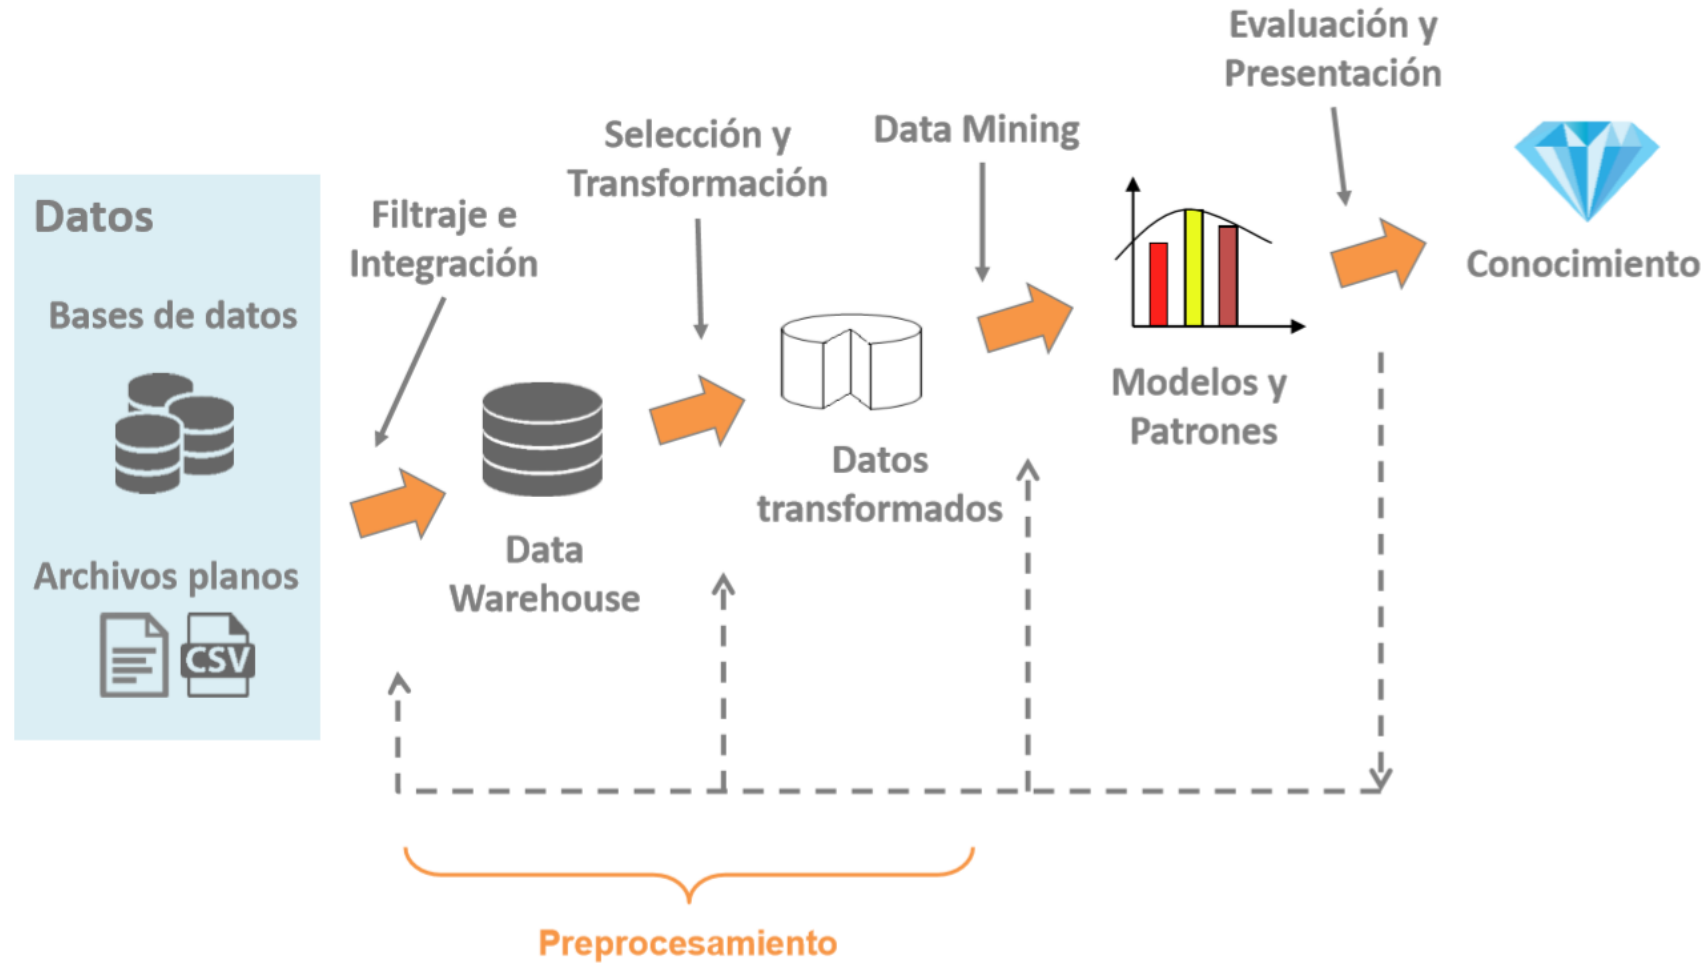 Datos
Bases de datos
Archivos planos
CSV
Filtraje e
Integración
Data
Warehouse
Selección y
Transformación
Datos
transformados
Data Mining
Modelos y
Patrones
Evaluación y
Presentación
Conocimiento
Preprocesamiento